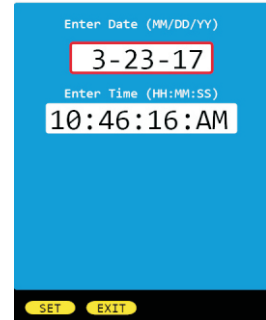 Enter Date (MM/DD/YY)
3-23-17
Enter Time (HH:MM:SS)
10:46:16:AM
SET EXIT